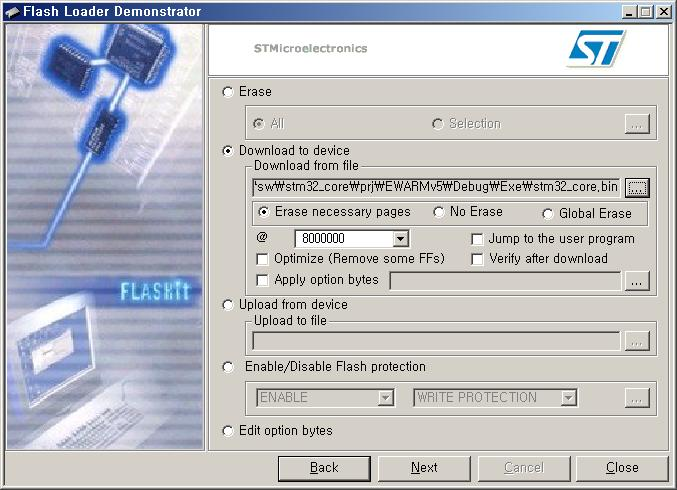 Flash Loader Demonstrator
STMicroelectronics
ST
Erase
All
Selection
...
Download to device
Download from file
sw₩stm32_core₩prj₩EWARMv5₩Debug₩Exe₩stm32_core.bin
...
Erase necessary pages
No Erase
Global Erase
@
8000000
Jump to the user program
Optimize (Remove some FFs)
Verify after download
Apply option bytes
...
FLASHit
Upload from device
Upload to file
...
Enable/Disable Flash protection
ENABLE
WRITE PROTECTION
...
Edit option bytes
Back
Next
Cancel
Close